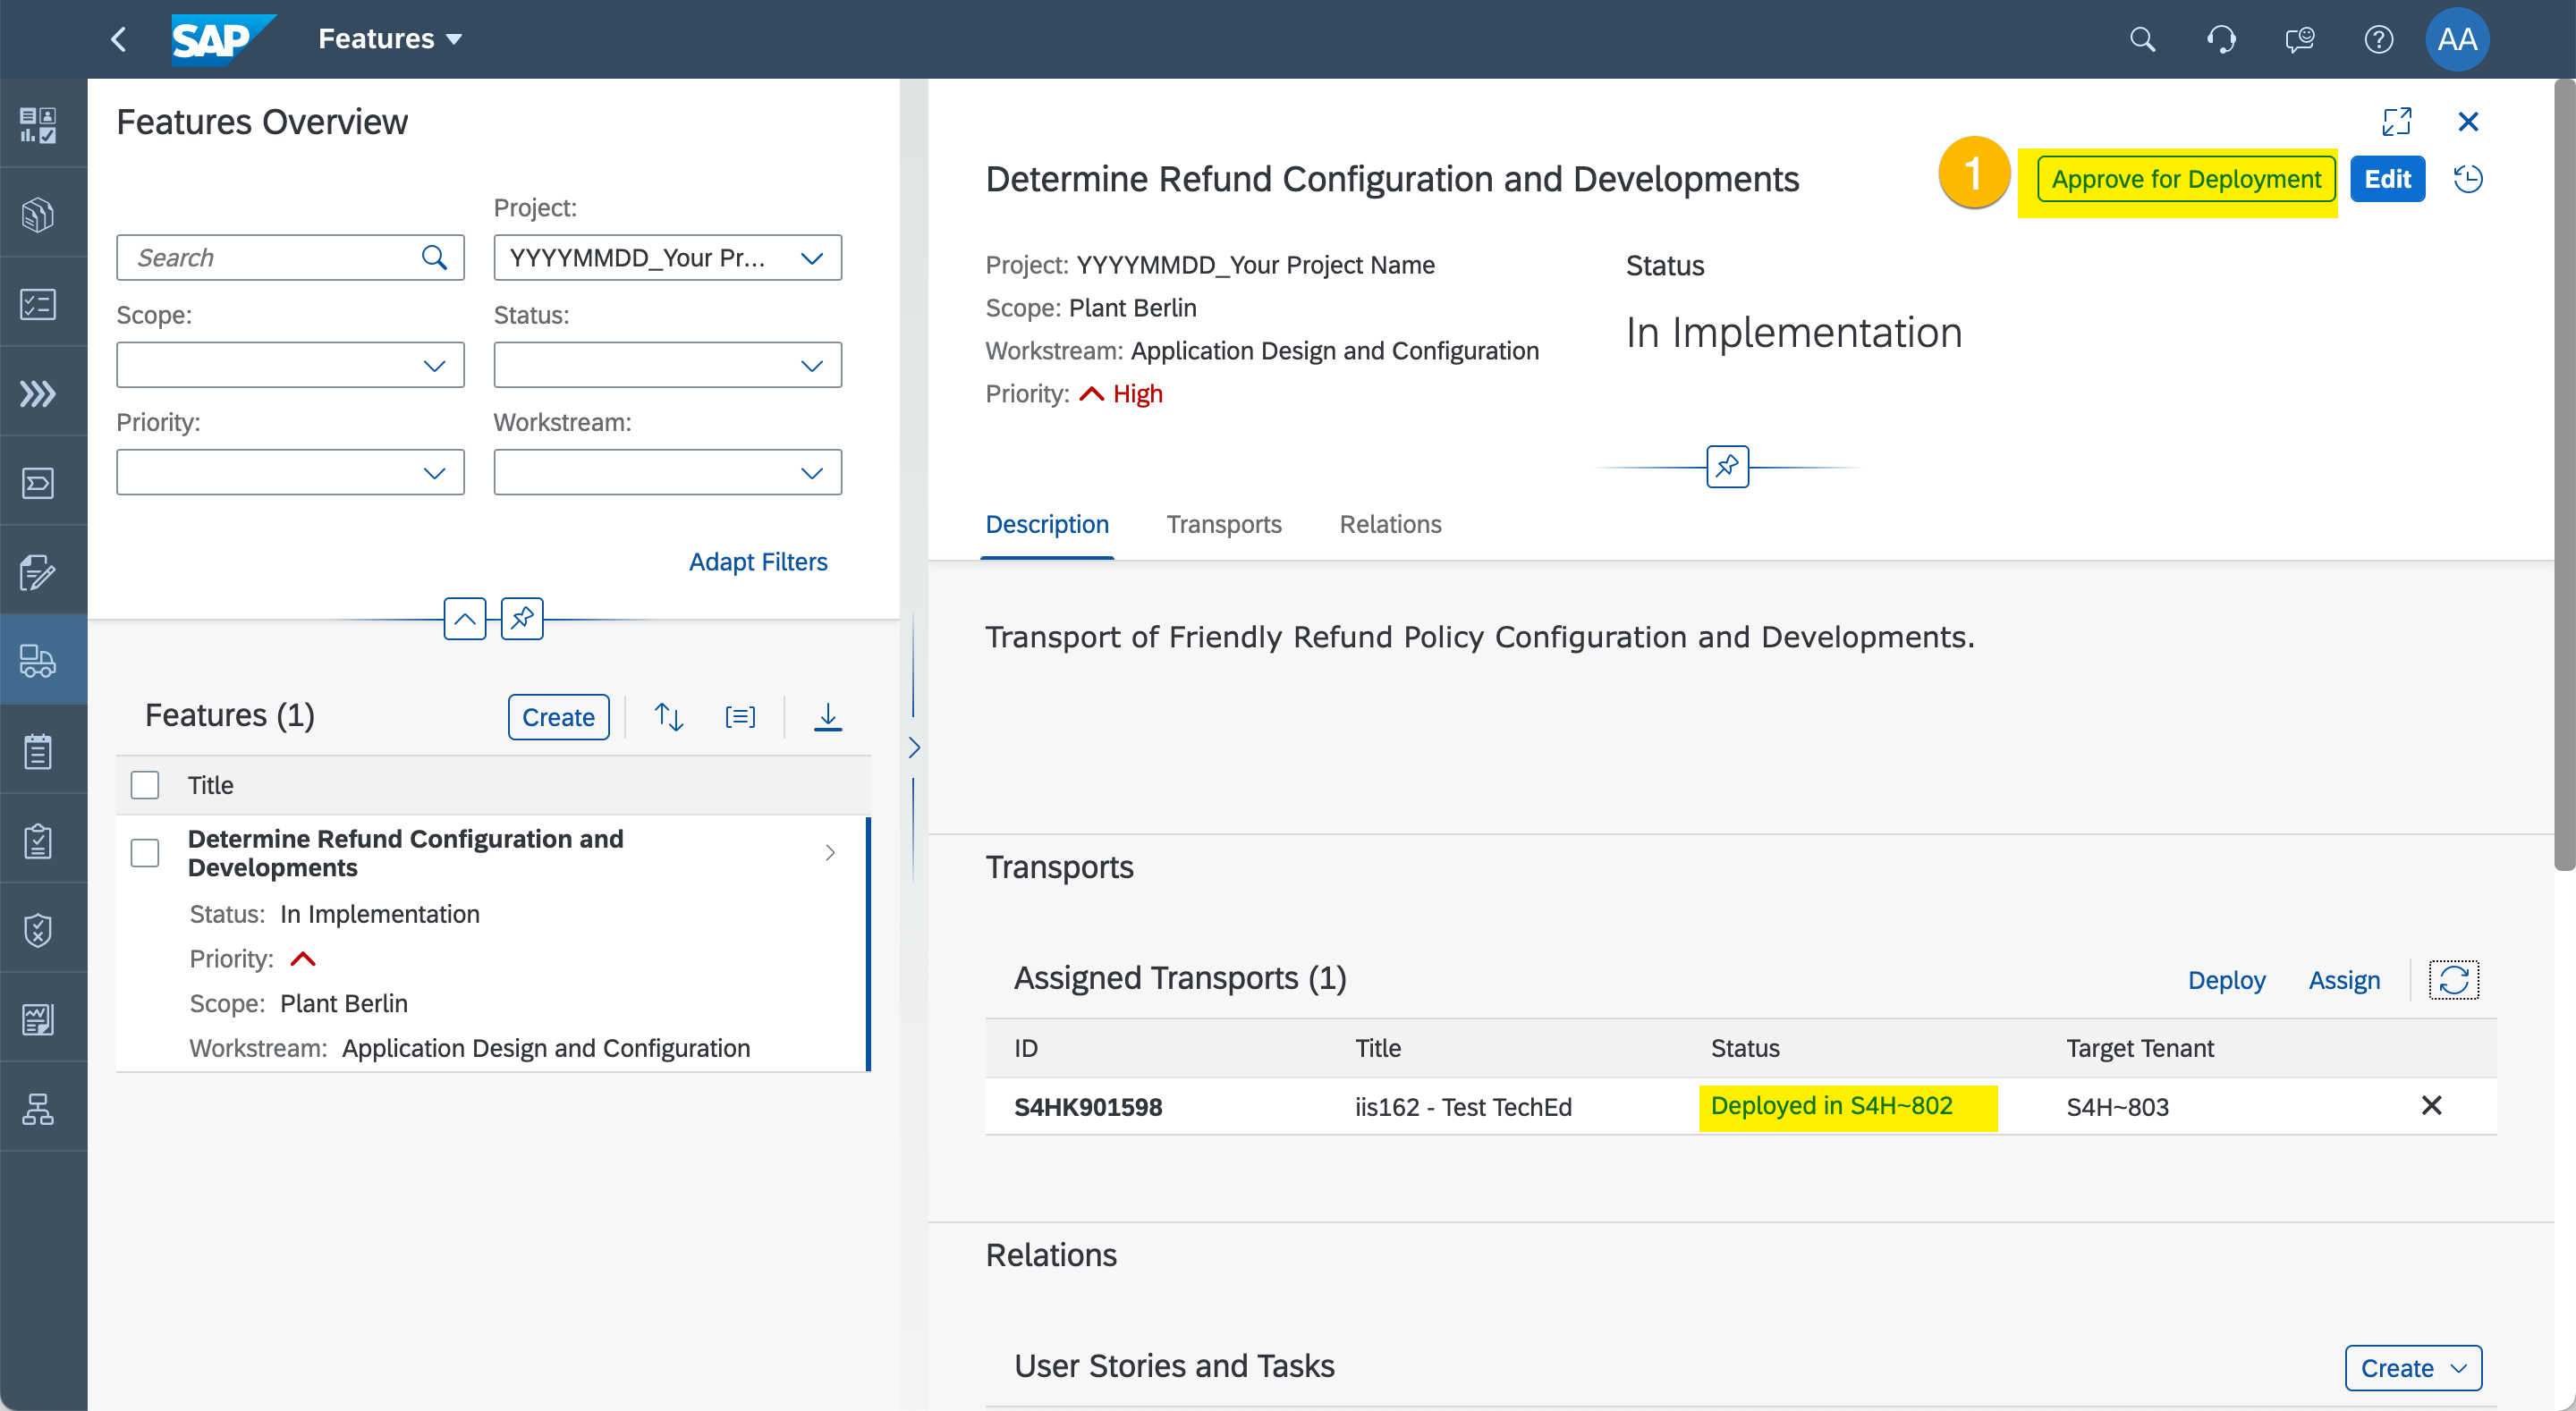 SAP
Features
AA
Features Overview
Search
Project:
YYYYMMDD_Your Pr...
Scope:
Status:
Priority:
Workstream:
Adapt Filters
Features (1)
Create
Title
Determine Refund Configuration and
Developments
Status: In Implementation
Priority:
Scope: Plant Berlin
Workstream: Application Design and Configuration
Determine Refund Configuration and Developments
1
Approve for Deployment
Edit
Project: YYYYMMDD_Your Project Name
Scope: Plant Berlin
Workstream: Application Design and Configuration
Priority: High
Status
In Implementation
Description
Transports
Relations
Transport of Friendly Refund Policy Configuration and Developments.
Transports
Assigned Transports (1)
Deploy
Assign
ID Title Status Target Tenant
S4HK901598 iis162 - Test TechEd Deployed in S4H~802 S4H~803
Relations
User Stories and Tasks
Create